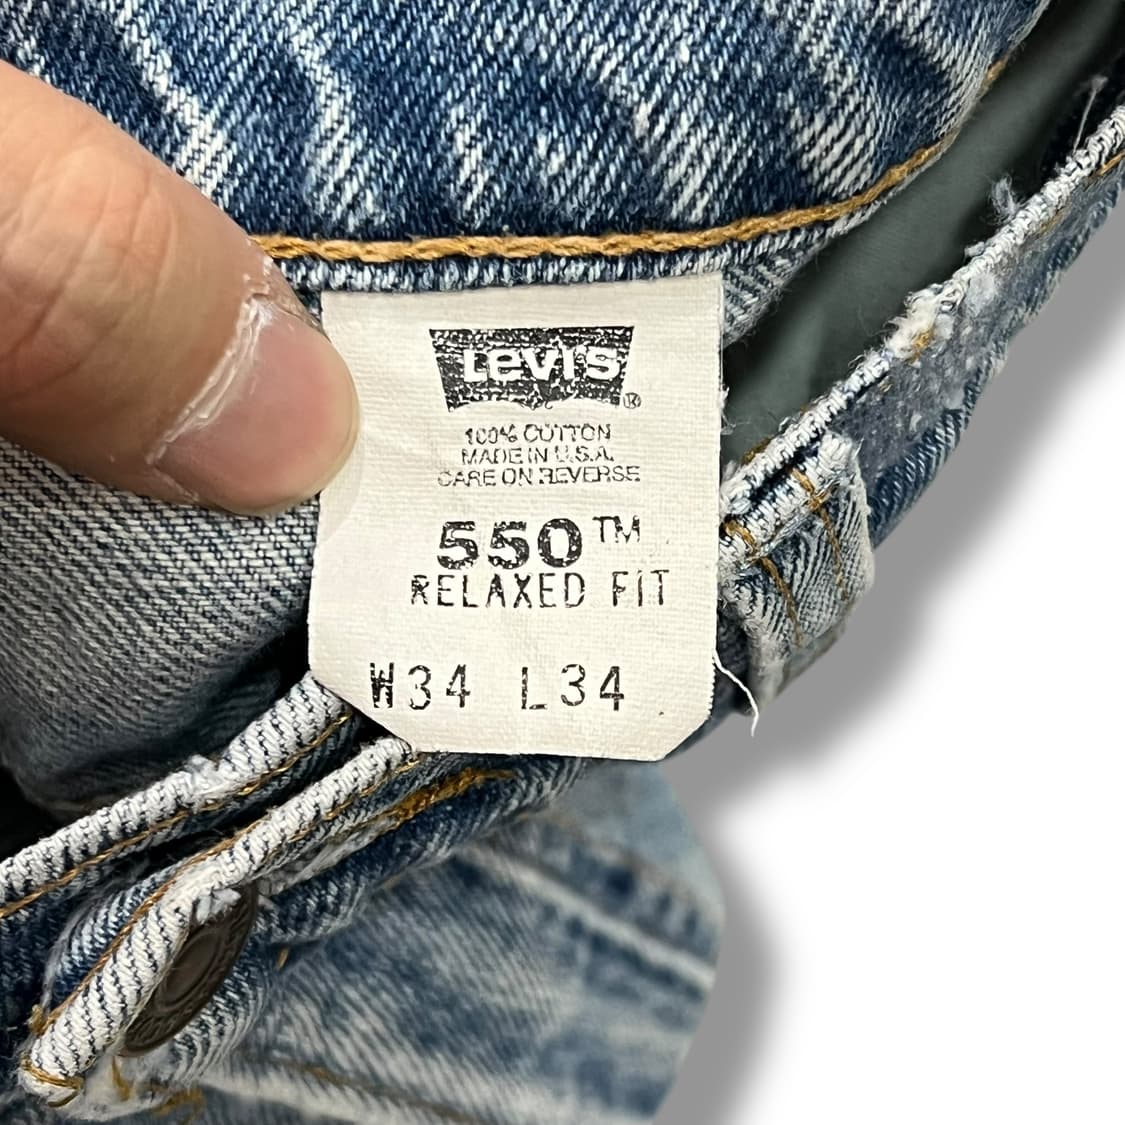 Levi's ®
100% COTTON
MADE IN U.S.A.
CARE ON REVERSE
550™
RELAXED FIT
W34 L34